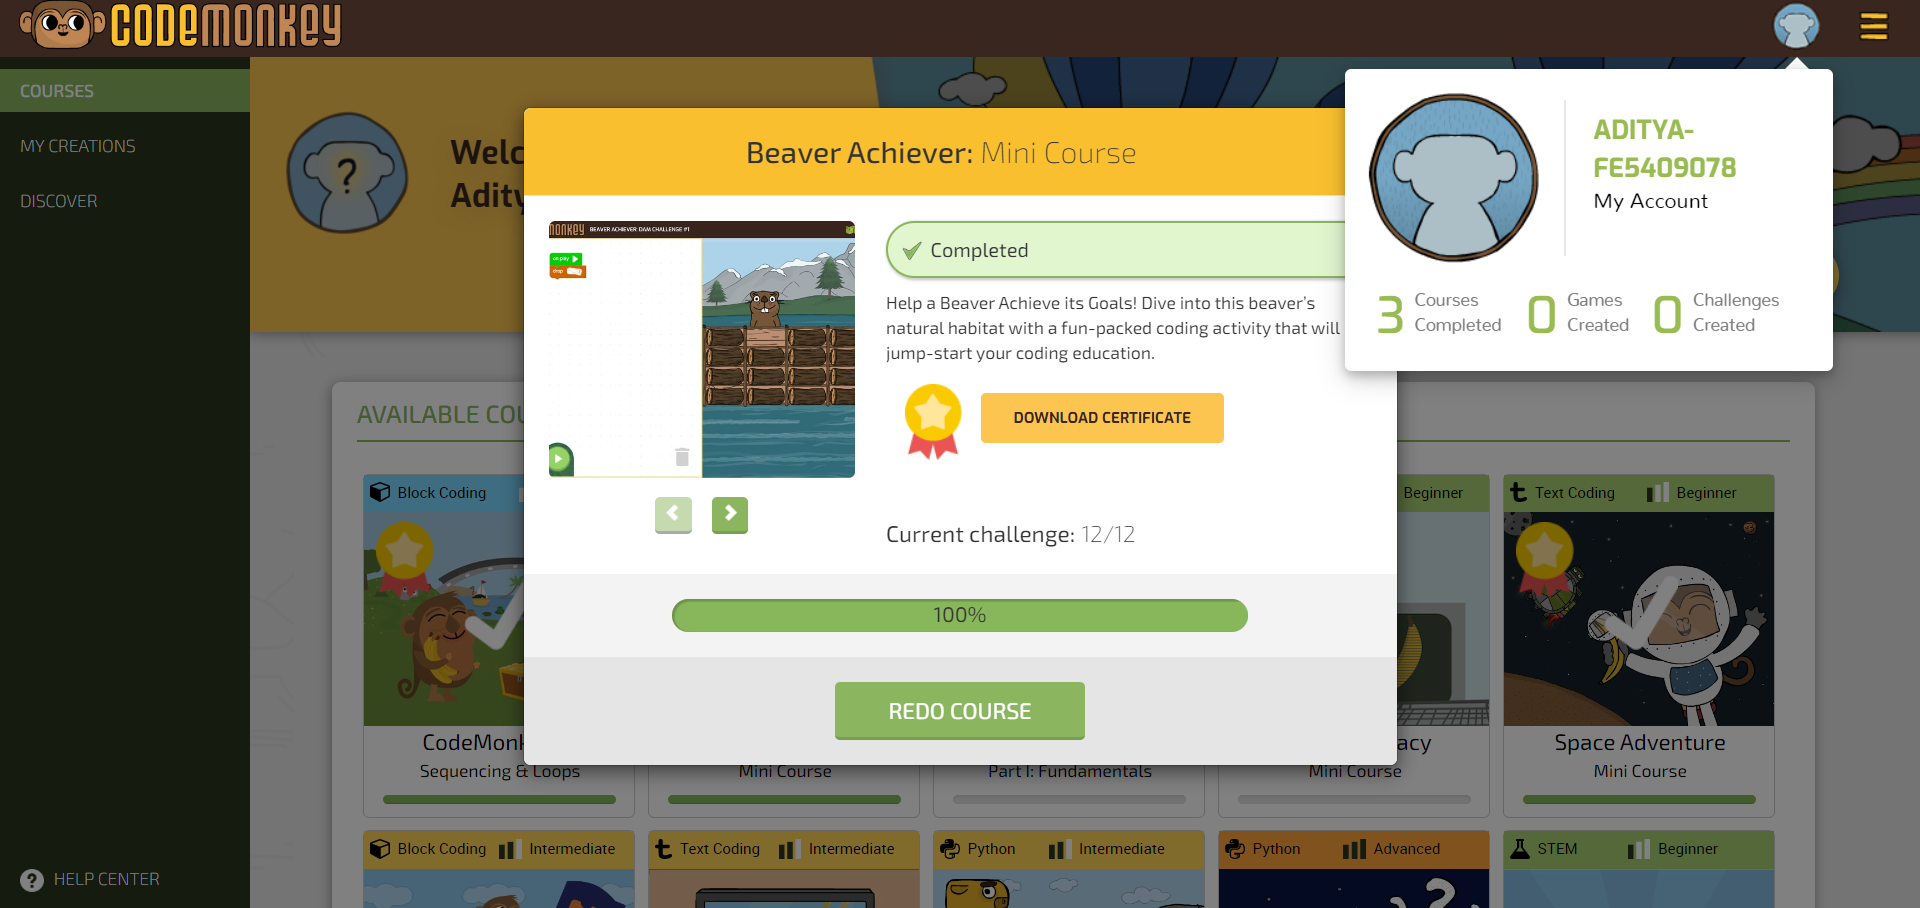 CODEMONKEY
COURSES
MY CREATIONS
DISCOVER
HELP CENTER
?
Welc
Adity
Beaver Achiever: Mini Course
MONKEY BEAVER ACHIEVER: DAM CHALLENGE #1
on play
drop
Completed
Help a Beaver Achieve its Goals! Dive into this beaver's
natural habitat with a fun-packed coding activity that will
jump-start your coding education.
DOWNLOAD CERTIFICATE
Current challenge: 12/12
100%
REDO COURSE
ADITYA-
FE5409078
My Account
3 Courses
Completed
0 Games
Created
0 Challenges
Created
AVAILABLE COU
Block Coding
Beginner
Text Coding Beginner
CodeMonk
Sequencing & Loops
Mini Course
Part I: Fundamentals
acy
Mini Course
Space Adventure
Mini Course
Block Coding Intermediate
Text Coding Intermediate
Python Intermediate
Python Advanced
STEM Beginner